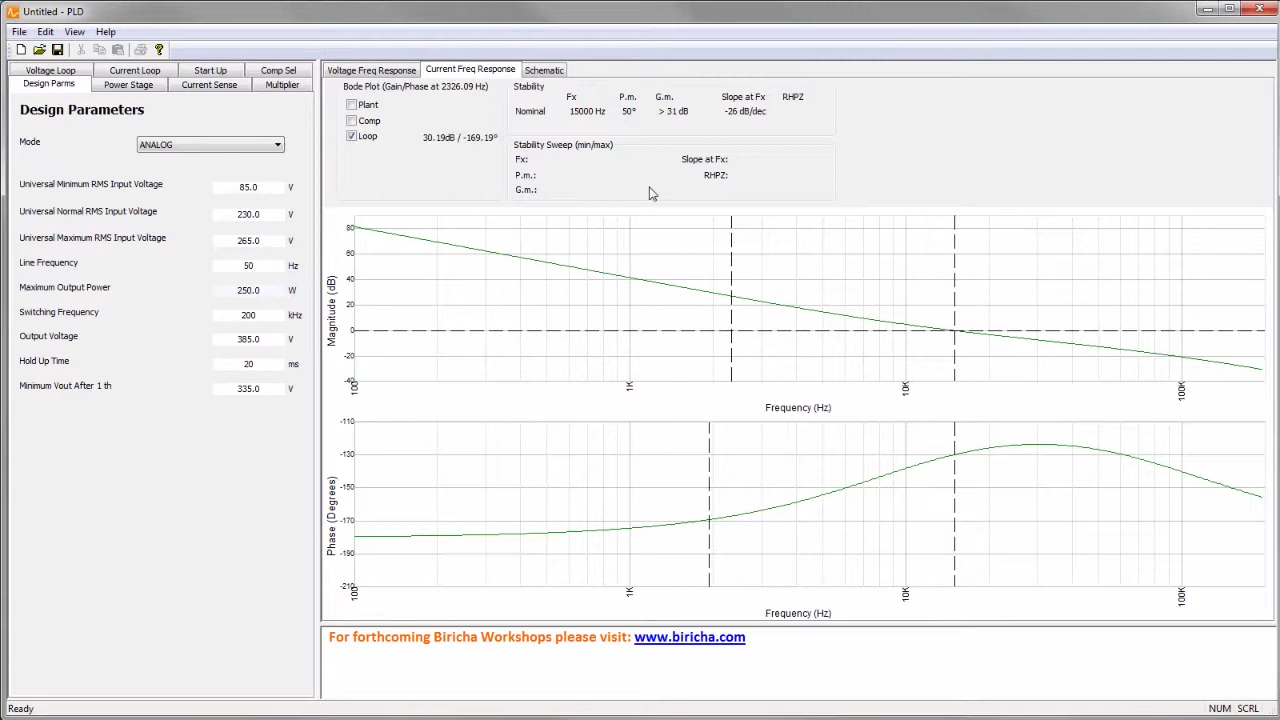 Untitled - PLD
File Edit View Help
Voltage Loop Current Loop Start Up Comp Sel
Design Parms Power Stage Current Sense Multiplier
Design Parameters
Mode ANALOG
Universal Minimum RMS Input Voltage 85.0 V
Universal Normal RMS Input Voltage 230.0 V
Universal Maximum RMS Input Voltage 265.0 V
Line Frequency 50 Hz
Maximum Output Power 250.0 W
Switching Frequency 200 kHz
Output Voltage 385.0 V
Hold Up Time 20 ms
Minimum Vout After 1 th 335.0 V
Voltage Freq Response Current Freq Response Schematic
Bode Plot (Gain/Phase at 2326.09 Hz)
Plant
Comp
Loop 30.19dB / -169.19°
Stability
Fx P.m. G.m. Slope at Fx RHPZ
Nominal 15000 Hz 50° > 31 dB -26 dB/dec
Stability Sweep (min/max)
Fx: Slope at Fx:
P.m.: RHPZ:
G.m.:
Magnitude (dB)
80
60
40
20
0
-20
-40
100 1K 10K 100K
Frequency (Hz)
Phase (Degrees)
-110
-130
-150
-170
-190
-210
100 1K 10K 100K
Frequency (Hz)
For forthcoming Biricha Workshops please visit: www.biricha.com
Ready NUM SCRL